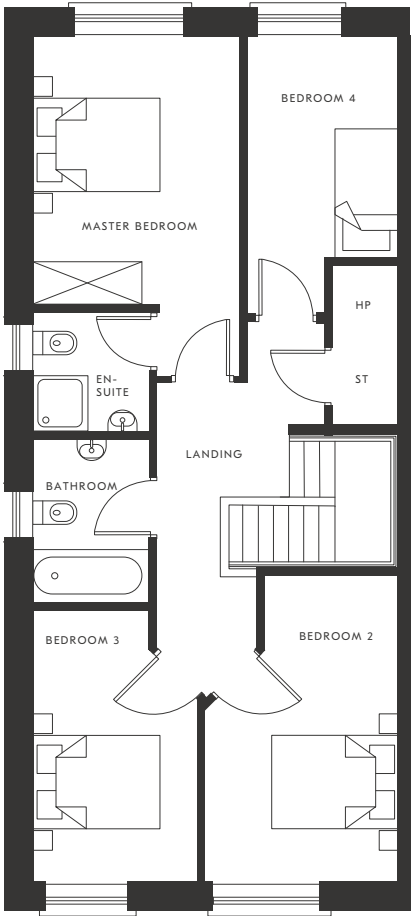 BEDROOM 4
MASTER BEDROOM
HP
ST
EN-
SUITE
LANDING
BATHROOM
BEDROOM 3
BEDROOM 2